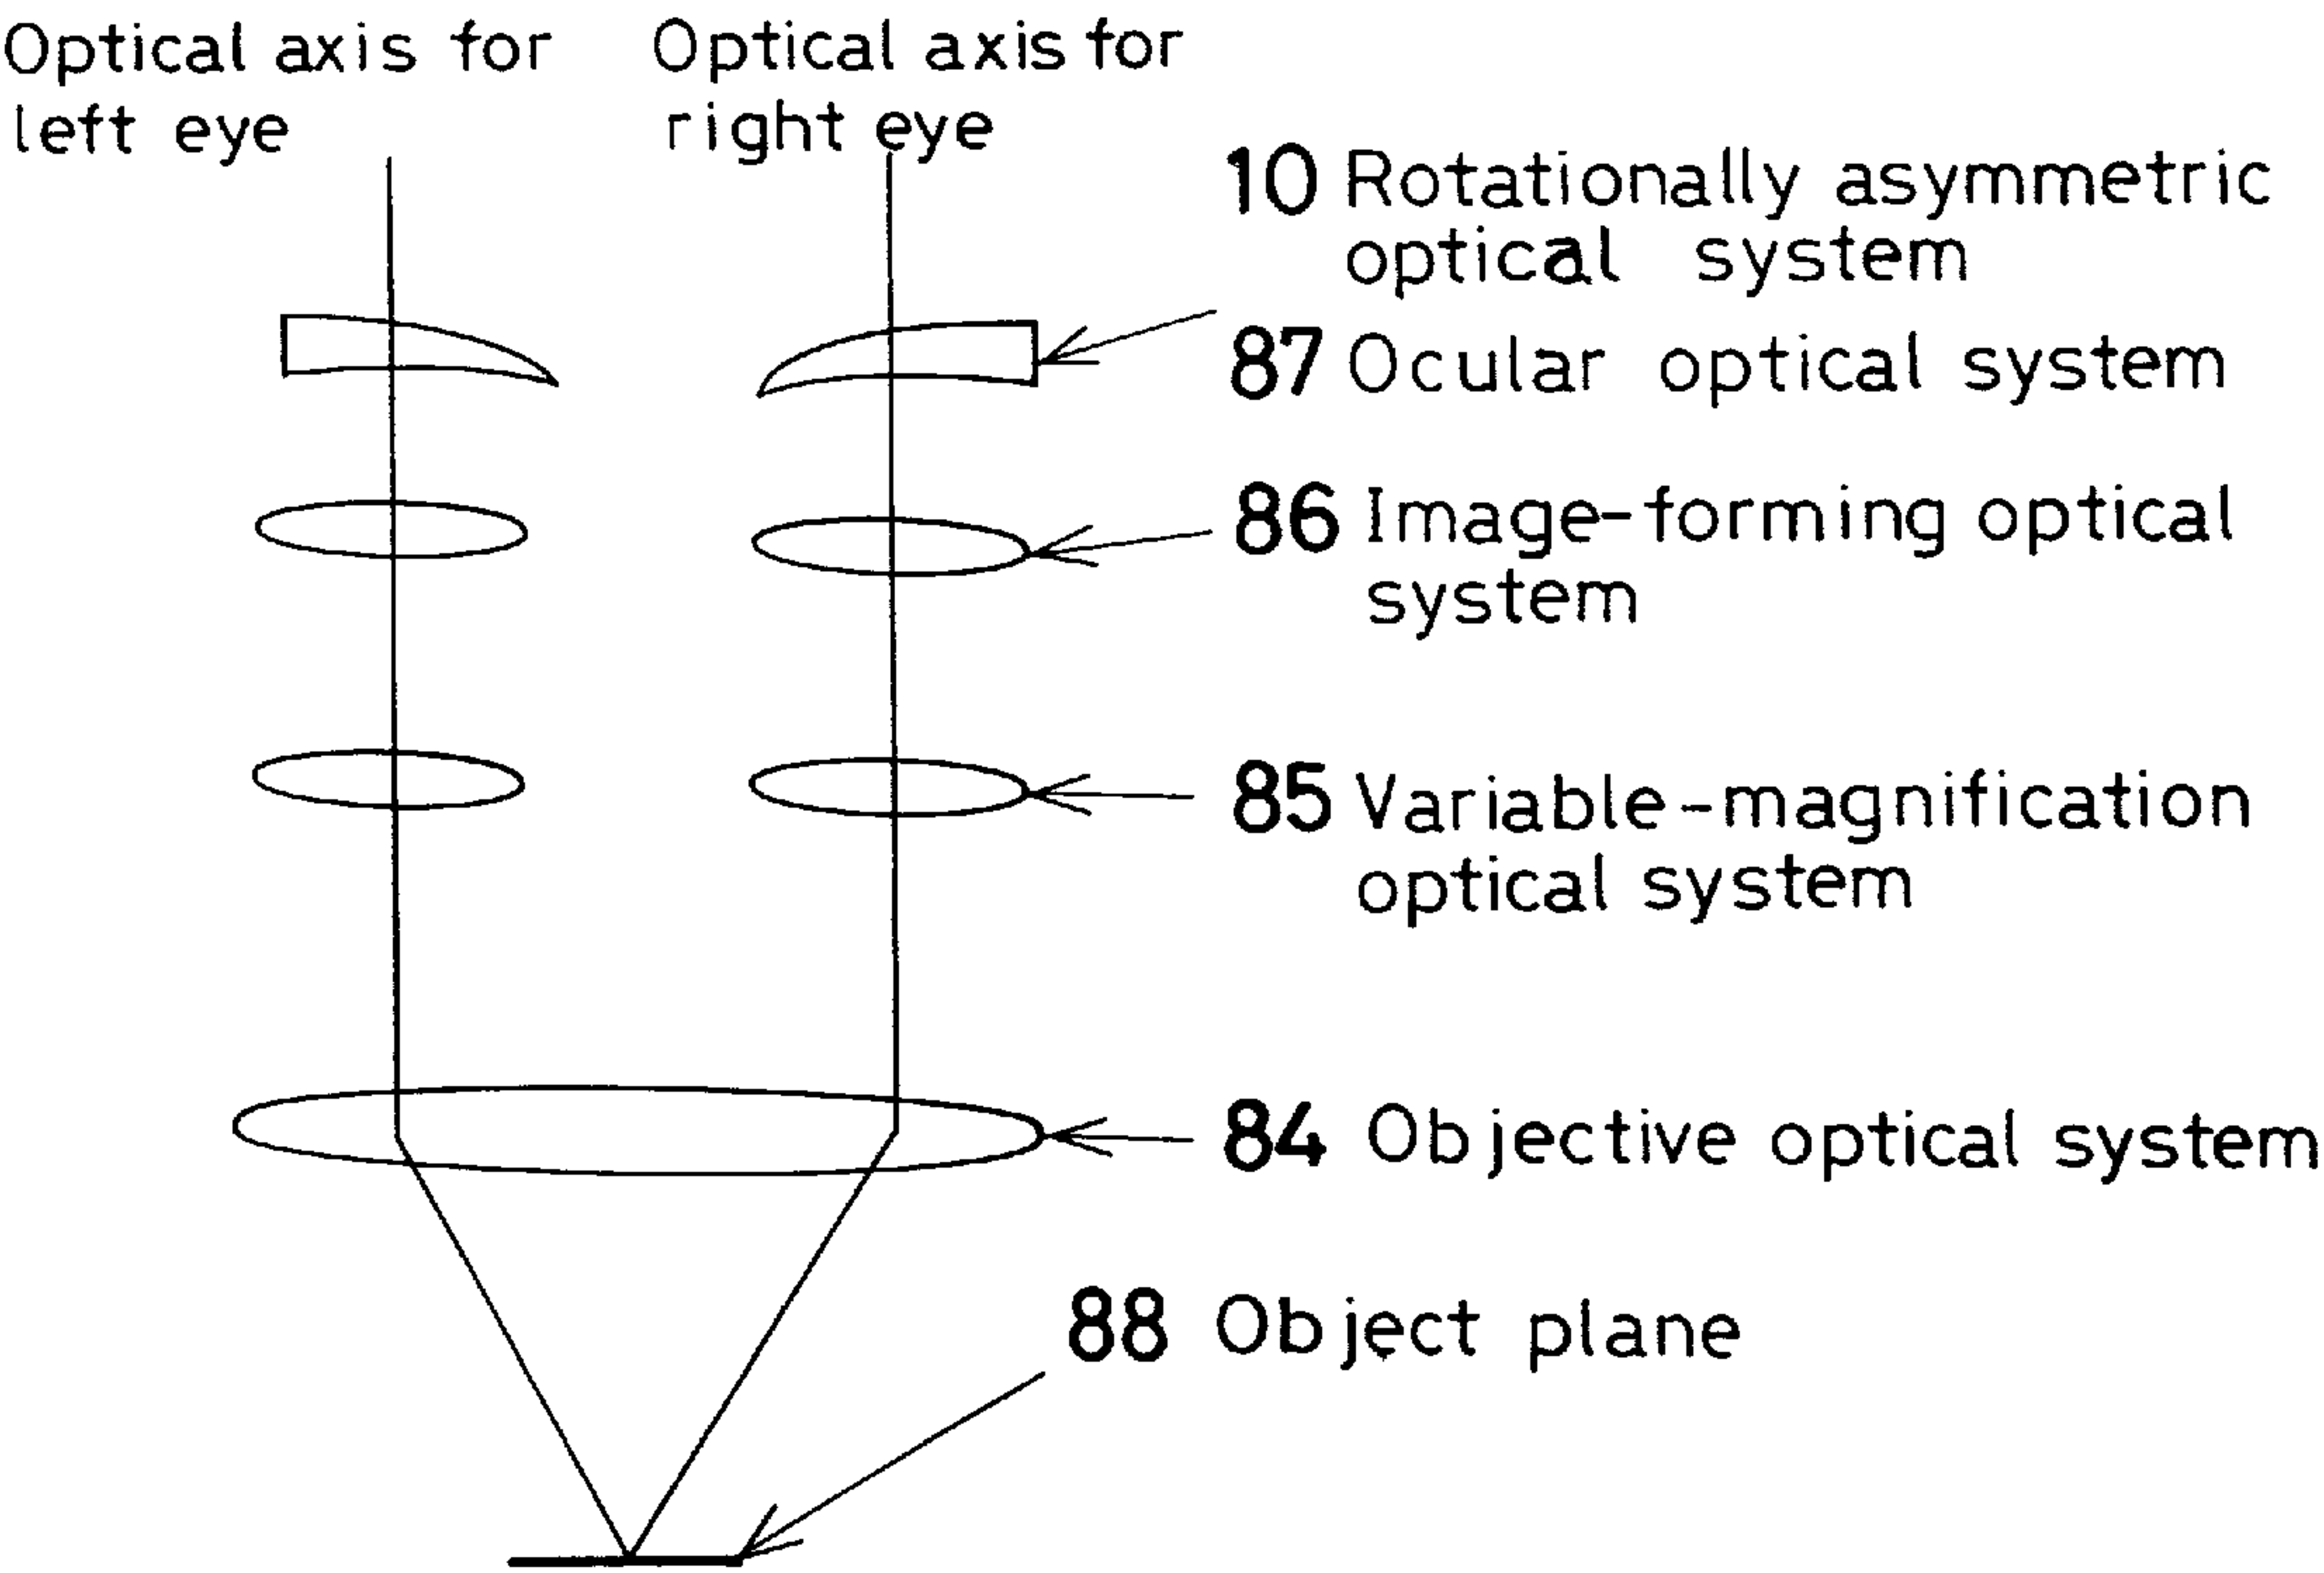 Optical axis for
left eye
Optical axis for
right eye
10 Rotationally asymmetric
optical system
87 Ocular optical system
86 Image-forming optical
system
85 Variable-magnification
optical system
84 Objective optical system
88 Object plane